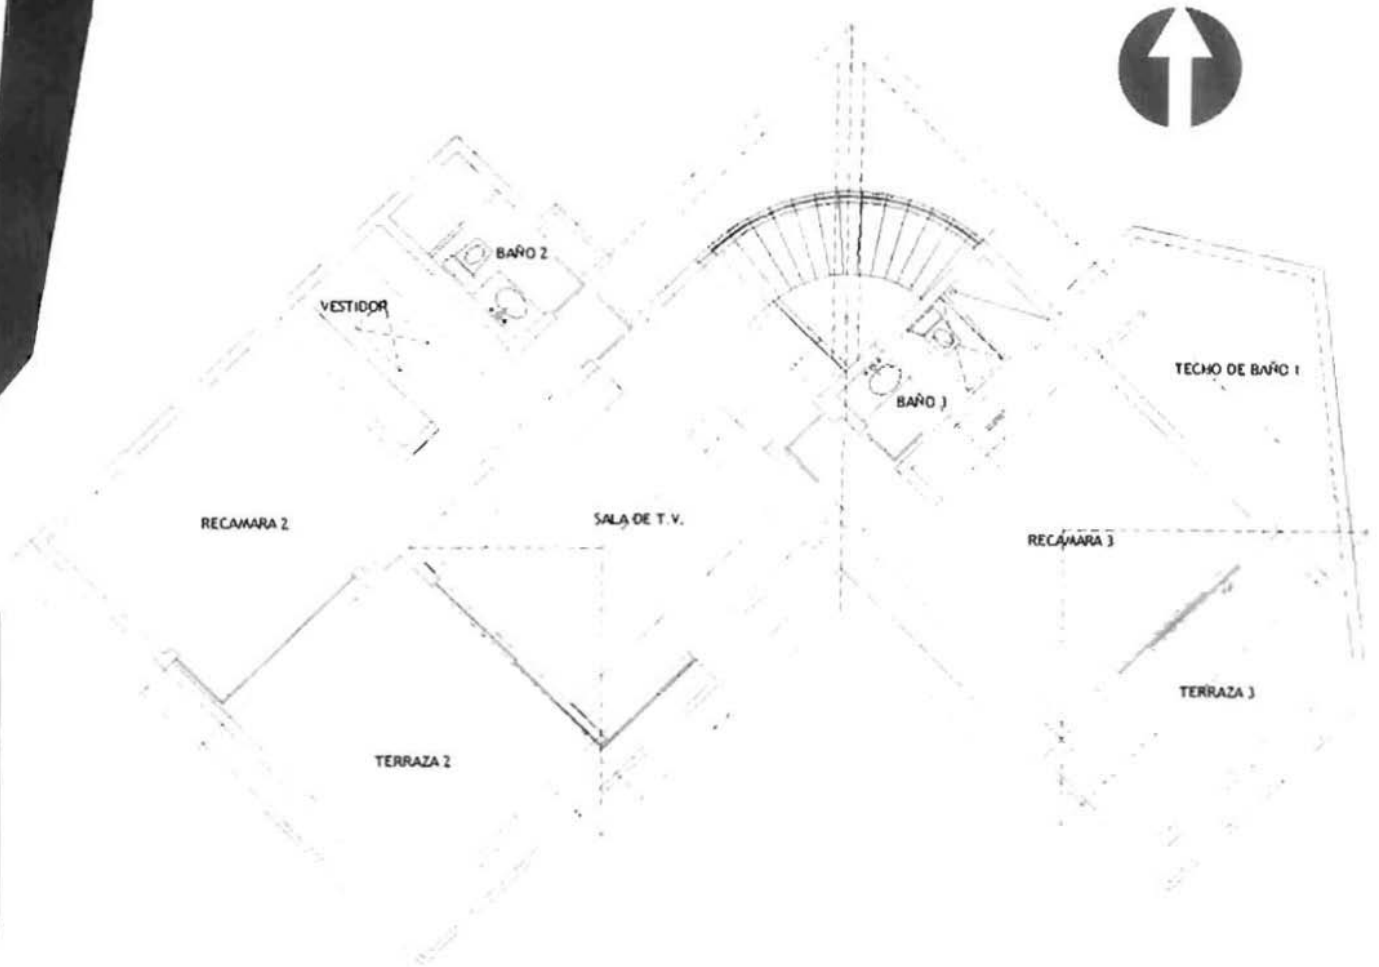 BAÑO 2
VESTIDOR
TECHO DE BAÑO 1
BAÑO 3
RECAMARA 2
SALA DE T.V.
RECAMARA 3
TERRAZA 3
TERRAZA 2